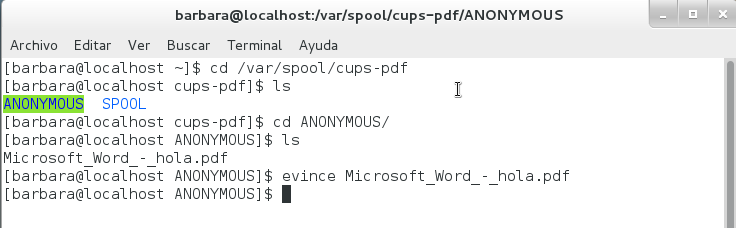 barbara@localhost:/var/spool/cups-pdf/ANONYMOUS
Archivo Editar Ver Buscar Terminal Ayuda
[barbara@localhost ~]$ cd /var/spool/cups-pdf
[barbara@localhost cups-pdf]$ ls
ANONYMOUS  SPOOL
[barbara@localhost cups-pdf]$ cd ANONYMOUS/
[barbara@localhost ANONYMOUS]$ ls
Microsoft_Word_-_hola.pdf
[barbara@localhost ANONYMOUS]$ evince Microsoft_Word_-_hola.pdf
[barbara@localhost ANONYMOUS]$